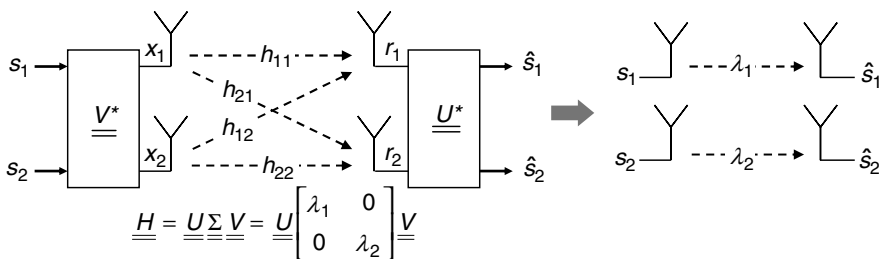 x₁ h₁₁ r₁
s₁ ŝ₁ s₁ λ₁ ŝ₁
h₂₁
V* U*
h₁₂
x₂ r₂ s₂ λ₂ ŝ₂
s₂ h₂₂ ŝ₂
H = U Σ V = U [λ₁ 0
0 λ₂] V